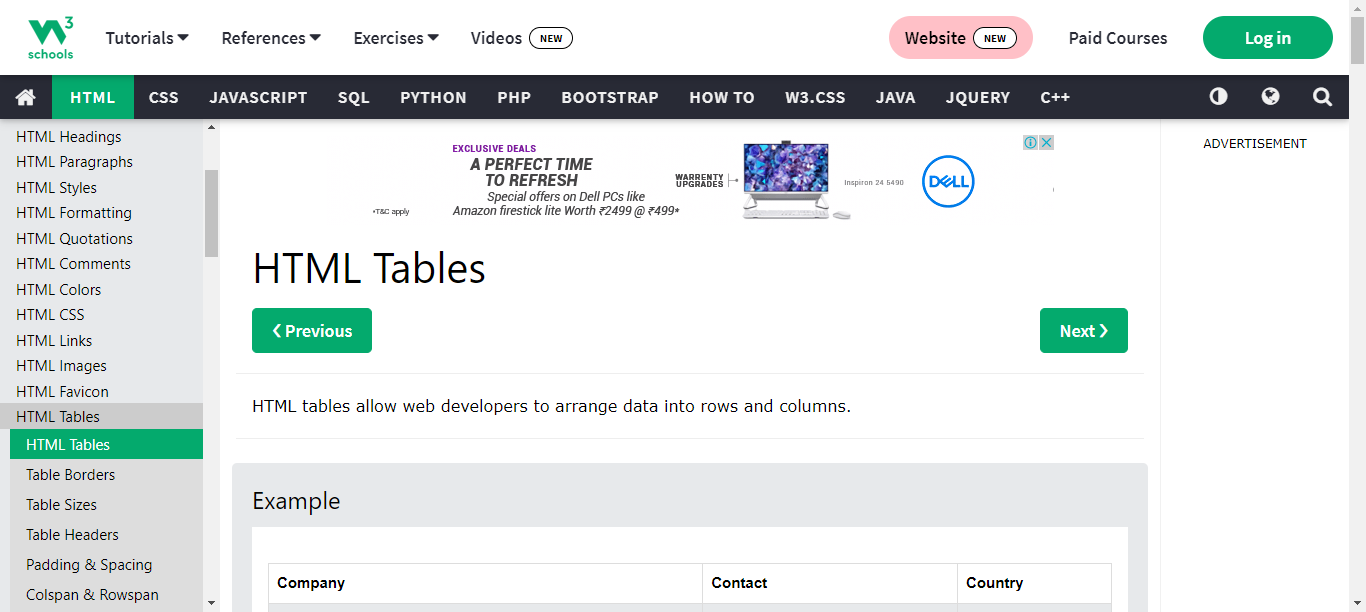 3
schools
Tutorials
References
Exercises
Videos NEW
Website NEW
Paid Courses
Log in
HTML
CSS
JAVASCRIPT
SQL
PYTHON
PHP
BOOTSTRAP
HOW TO
W3.CSS
JAVA
JQUERY
C++
HTML Headings
HTML Paragraphs
HTML Styles
HTML Formatting
HTML Quotations
HTML Comments
HTML Colors
HTML CSS
HTML Links
HTML Images
HTML Favicon
HTML Tables
HTML Tables
Table Borders
Table Sizes
Table Headers
Padding & Spacing
Colspan & Rowspan
EXCLUSIVE DEALS
A PERFECT TIME
TO REFRESH
Special offers on Dell PCs like
Amazon firestick lite Worth ₹2499 @ ₹499*
*T&C apply
WARRENTY
UPGRADES
Inspiron 24 5490
DELL
ADVERTISEMENT
HTML Tables
❮ Previous
Next ❯
HTML tables allow web developers to arrange data into rows and columns.
Example
Company
Contact
Country